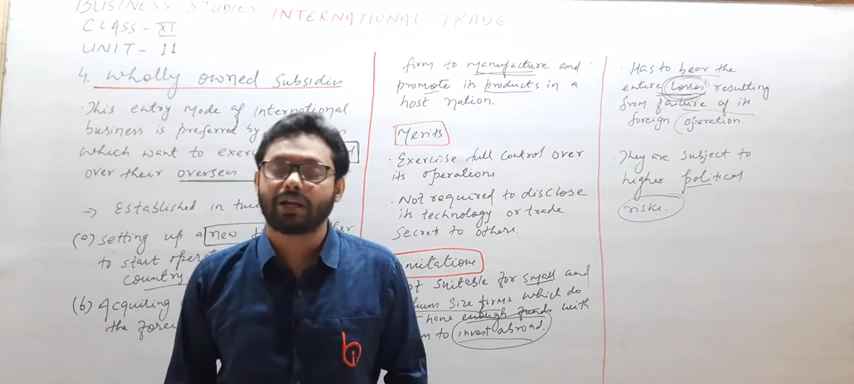 BUSINESS STUDIES INTERNATIONAL TRADE
CLASS - XI
UNIT - 11
4. Wholly owned Subsidies
· This entry mode of International
business is preferred by
which want to exer
over their overseas
→ Established in tw
(a) Setting up a new
to start oper
country
(b) Acquiring
the forei
firm to manufacture and
promote its products in a
host nation.
Merits
· Exercise full control over
its operations
· Not required to disclose
its technology or trade
secret to others.
mitations
ot suitable for small and
size firms which do
have enough funds with
to invest abroad.
· Has to bear the
entire losses resulting
from failure of its
foreign operation.
· They are subject to
higher political
risks.